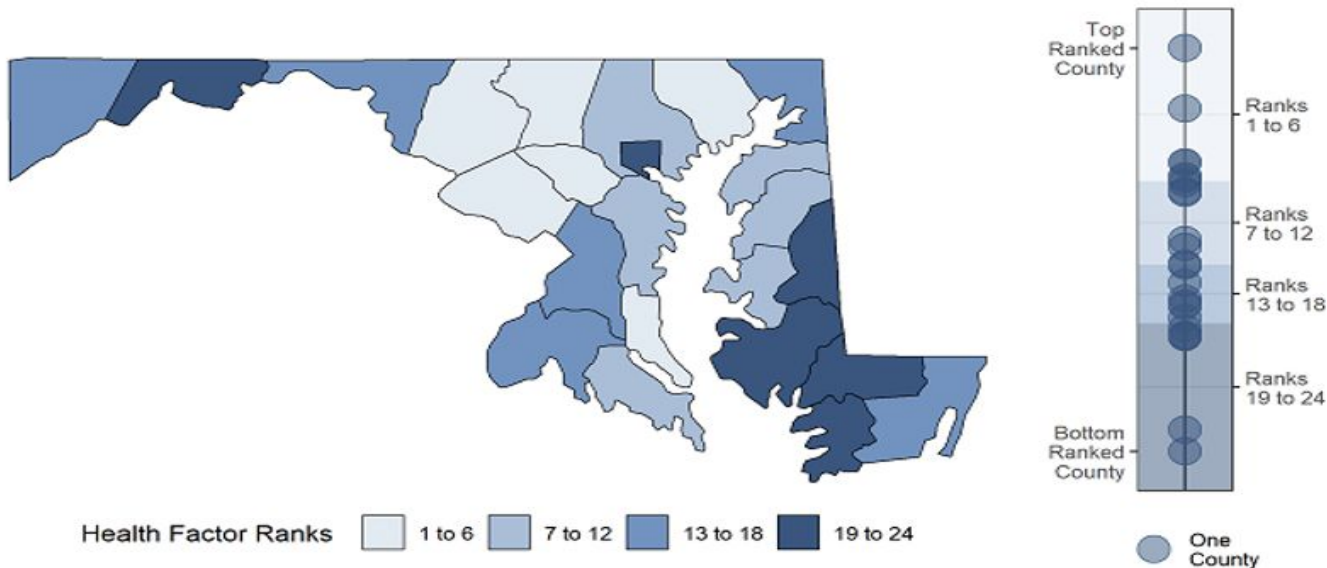 Top
Ranked
County
Ranks
1 to 6
Ranks
7 to 12
Ranks
13 to 18
Ranks
19 to 24
Bottom
Ranked
County
Health Factor Ranks 1 to 6 7 to 12 13 to 18 19 to 24
One
County